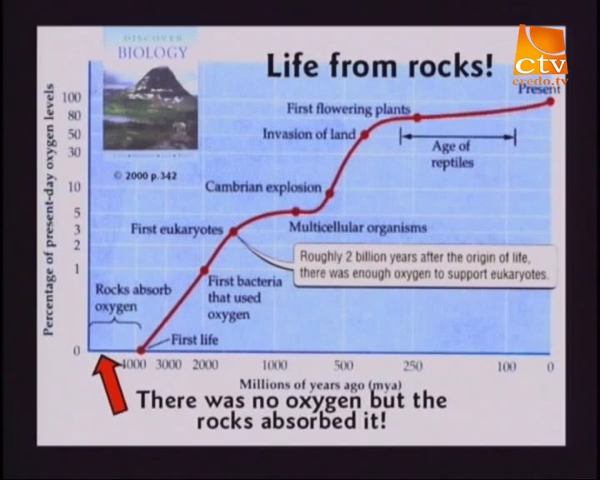 DISCOVER
BIOLOGY
Life from rocks!
ctv
credo.tv
Present
First flowering plants
Invasion of land
Age of
reptiles
© 2000 p.342
Cambrian explosion
First eukaryotes
Multicellular organisms
Roughly 2 billion years after the origin of life,
there was enough oxygen to support eukaryotes.
Rocks absorb
oxygen
First bacteria
that used
oxygen
First life
Percentage of present-day oxygen levels
100
80
50
30
10
5
3
2
1
0
4000 3000 2000 1000 500 250 100 0
Millions of years ago (mya)
There was no oxygen but the
rocks absorbed it!